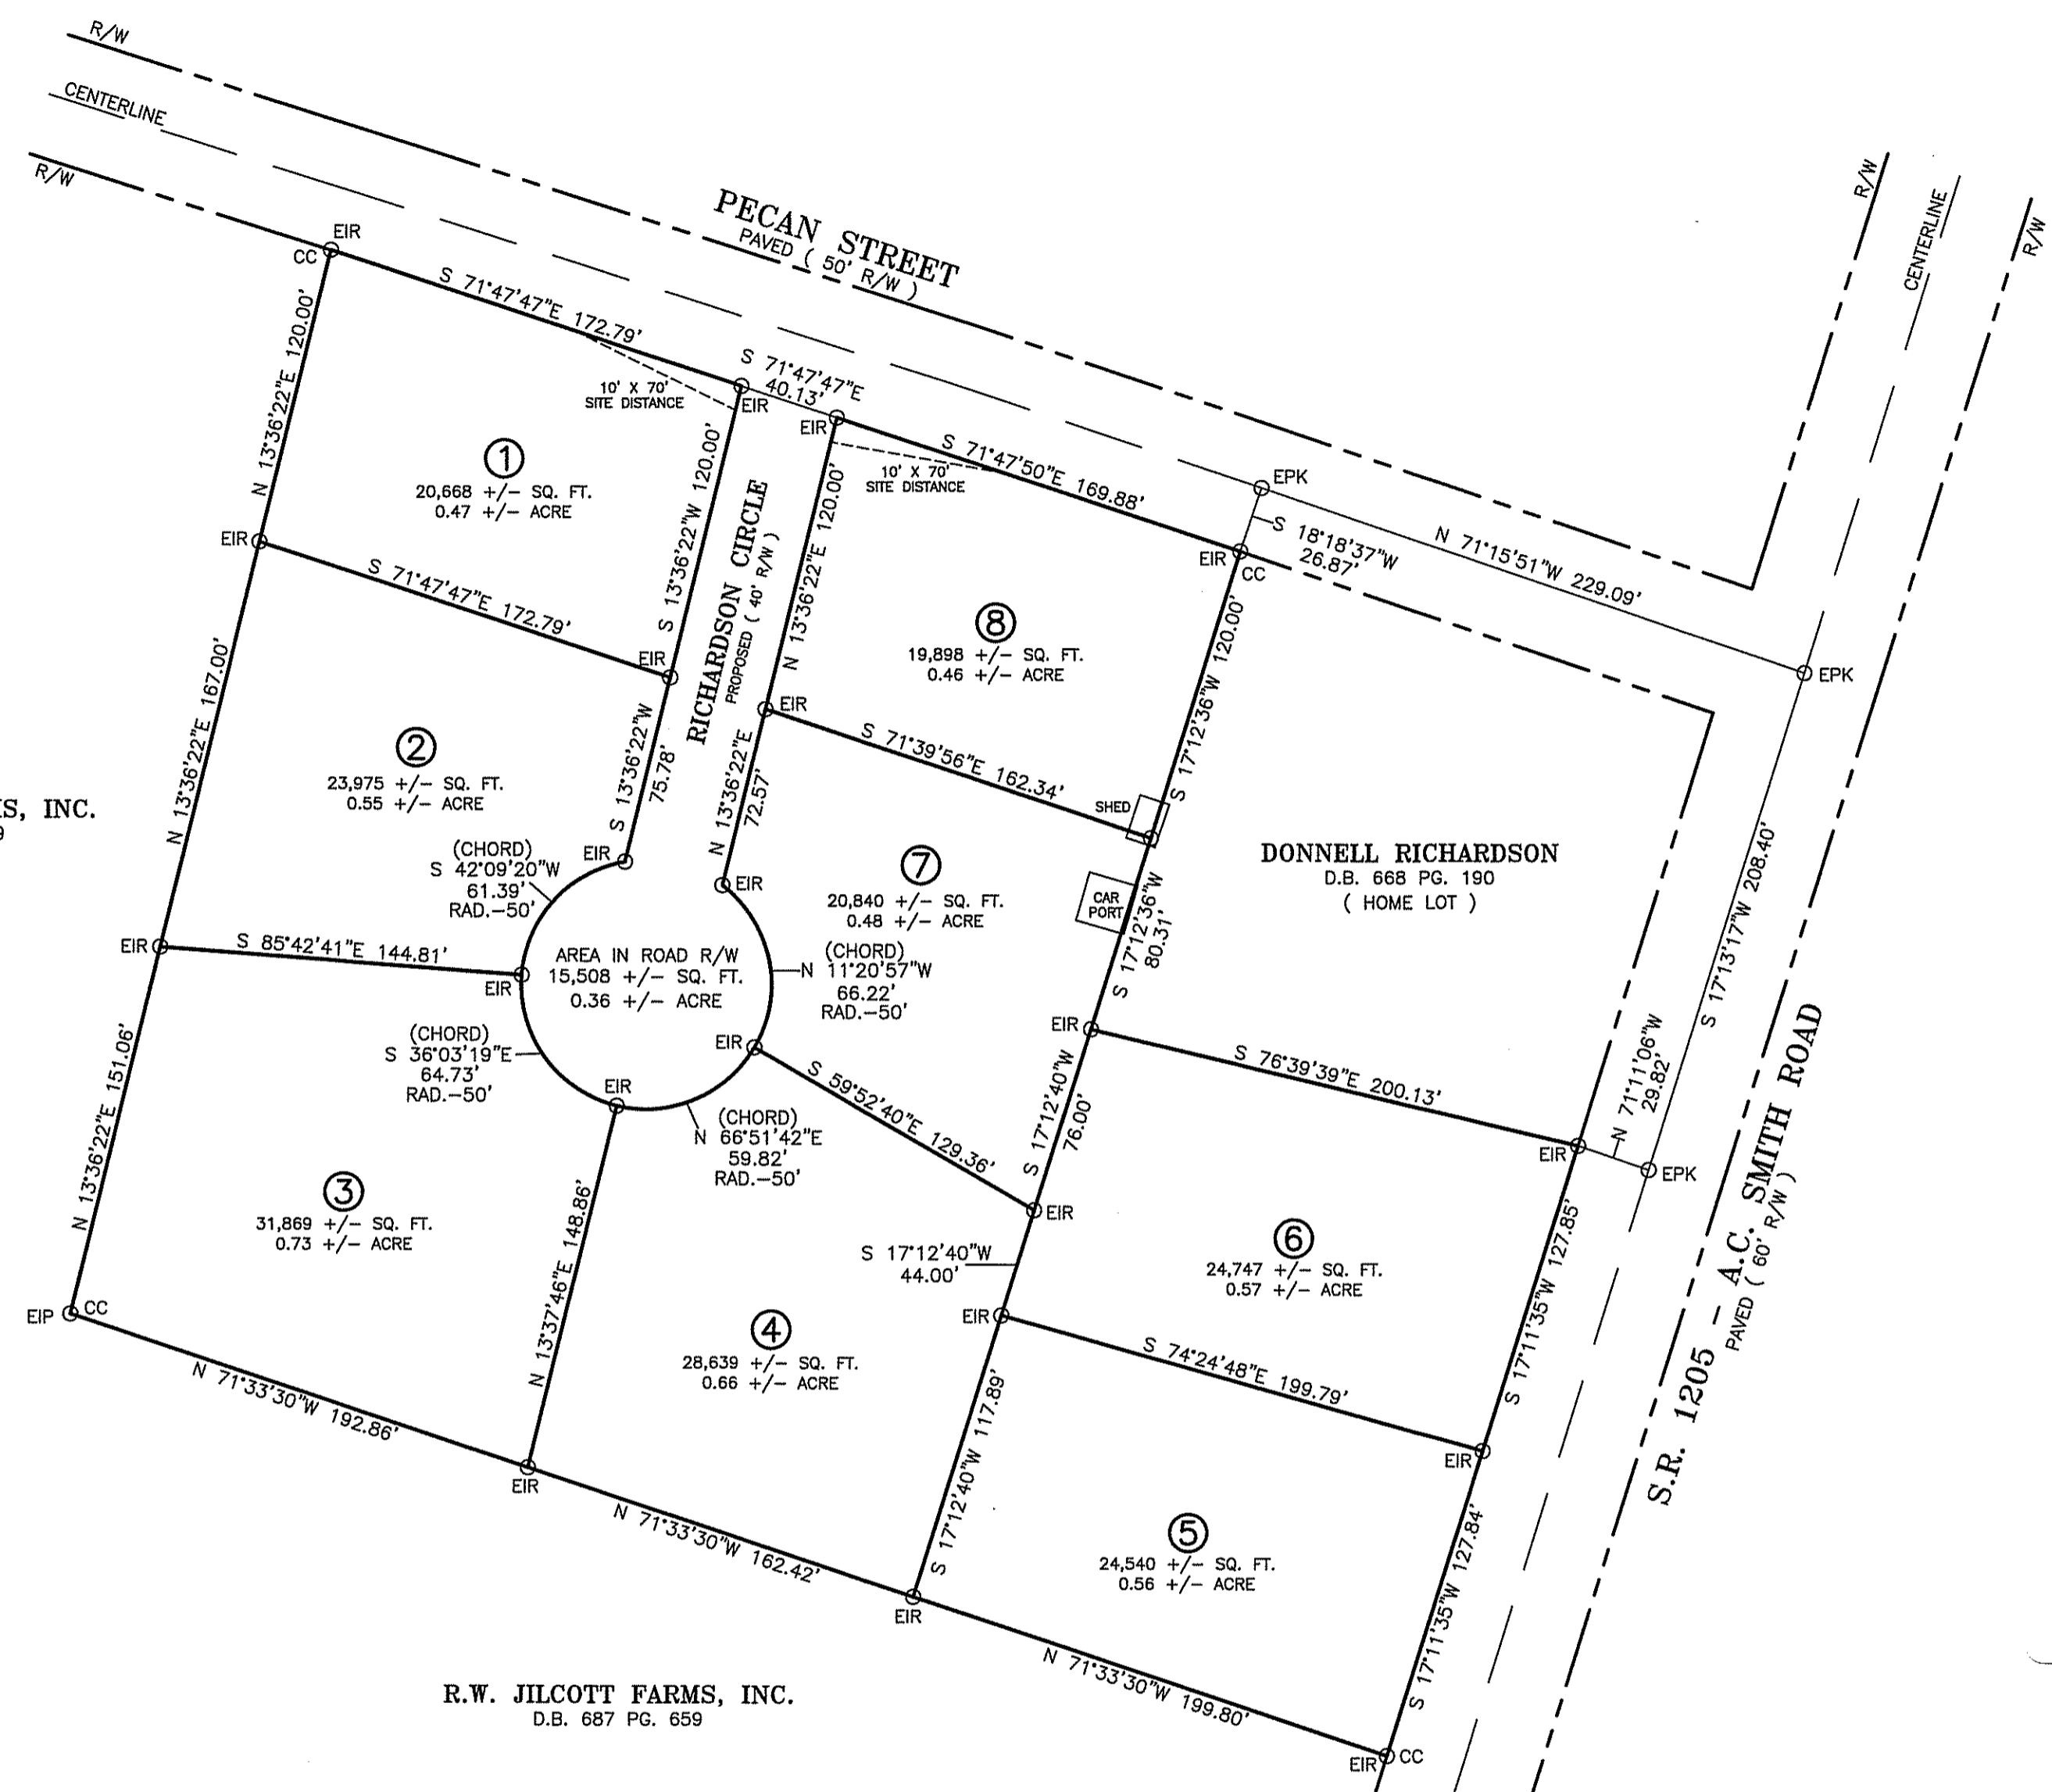 R/W
CENTERLINE
R/W
PECAN STREET
PAVED ( 50' R/W )
R/W
CENTERLINE
R/W
EIR
CC
S 71°47'47"E 172.79'
N 13°36'22"E 120.00'
10' X 70'
SITE DISTANCE
S 71°47'47"E
40.13'
EIR
EIR
1
20,668 +/- SQ. FT.
0.47 +/- ACRE
S 13°36'22"W 120.00'
RICHARDSON CIRCLE
PROPOSED ( 40' R/W )
N 13°36'22"E 120.00'
S 71°47'50"E 169.88'
10' X 70'
SITE DISTANCE
EPK
S 18°18'37"W
26.87'
N 71°15'51"W 229.09'
EIR
CC
EPK
EIR
S 71°47'47"E 172.79'
EIR
8
19,898 +/- SQ. FT.
0.46 +/- ACRE
S 17°12'36"W 120.00'
EIR
S 71°39'56"E 162.34'
SHED
N 13°36'22"E 167.00'
2
23,975 +/- SQ. FT.
0.55 +/- ACRE
S 13°36'22"W
75.78'
N 13°36'22"E
72.57'
S, INC.
9
(CHORD)
S 42°09'20"W
61.39'
RAD.-50'
EIR
EIR
7
20,840 +/- SQ. FT.
0.48 +/- ACRE
CAR
PORT
S 17°12'36"W
80.31'
DONNELL RICHARDSON
D.B. 668 PG. 190
( HOME LOT )
S 17°13'17"W 208.40'
EIR
S 85°42'41"E 144.81'
EIR
AREA IN ROAD R/W
15,508 +/- SQ. FT.
0.36 +/- ACRE
(CHORD)
N 11°20'57"W
66.22'
RAD.-50'
EIR
EIR
S 76°39'39"E 200.13'
N 71°11'06"W
29.82'
EIR
EPK
(CHORD)
S 36°03'19"E
64.73'
RAD.-50'
EIR
(CHORD)
N 66°51'42"E
59.82'
RAD.-50'
S 59°52'40"E 129.36'
S 17°12'40"W
76.00'
EIR
N 13°36'22"E 151.06'
3
31,869 +/- SQ. FT.
0.73 +/- ACRE
N 13°37'46"E 148.86'
S 17°12'40"W
44.00'
EIR
6
24,747 +/- SQ. FT.
0.57 +/- ACRE
S 17°11'35"W 127.85'
S.R. 1205 - A.C. SMITH ROAD
PAVED ( 60' R/W )
EIP
CC
N 71°33'30"W 192.86'
EIR
4
28,639 +/- SQ. FT.
0.66 +/- ACRE
S 17°12'40"W 117.89'
S 74°24'48"E 199.79'
EIR
N 71°33'30"W 162.42'
EIR
5
24,540 +/- SQ. FT.
0.56 +/- ACRE
S 17°11'35"W 127.84'
N 71°33'30"W 199.80'
EIR
CC
R.W. JILCOTT FARMS, INC.
D.B. 687 PG. 659